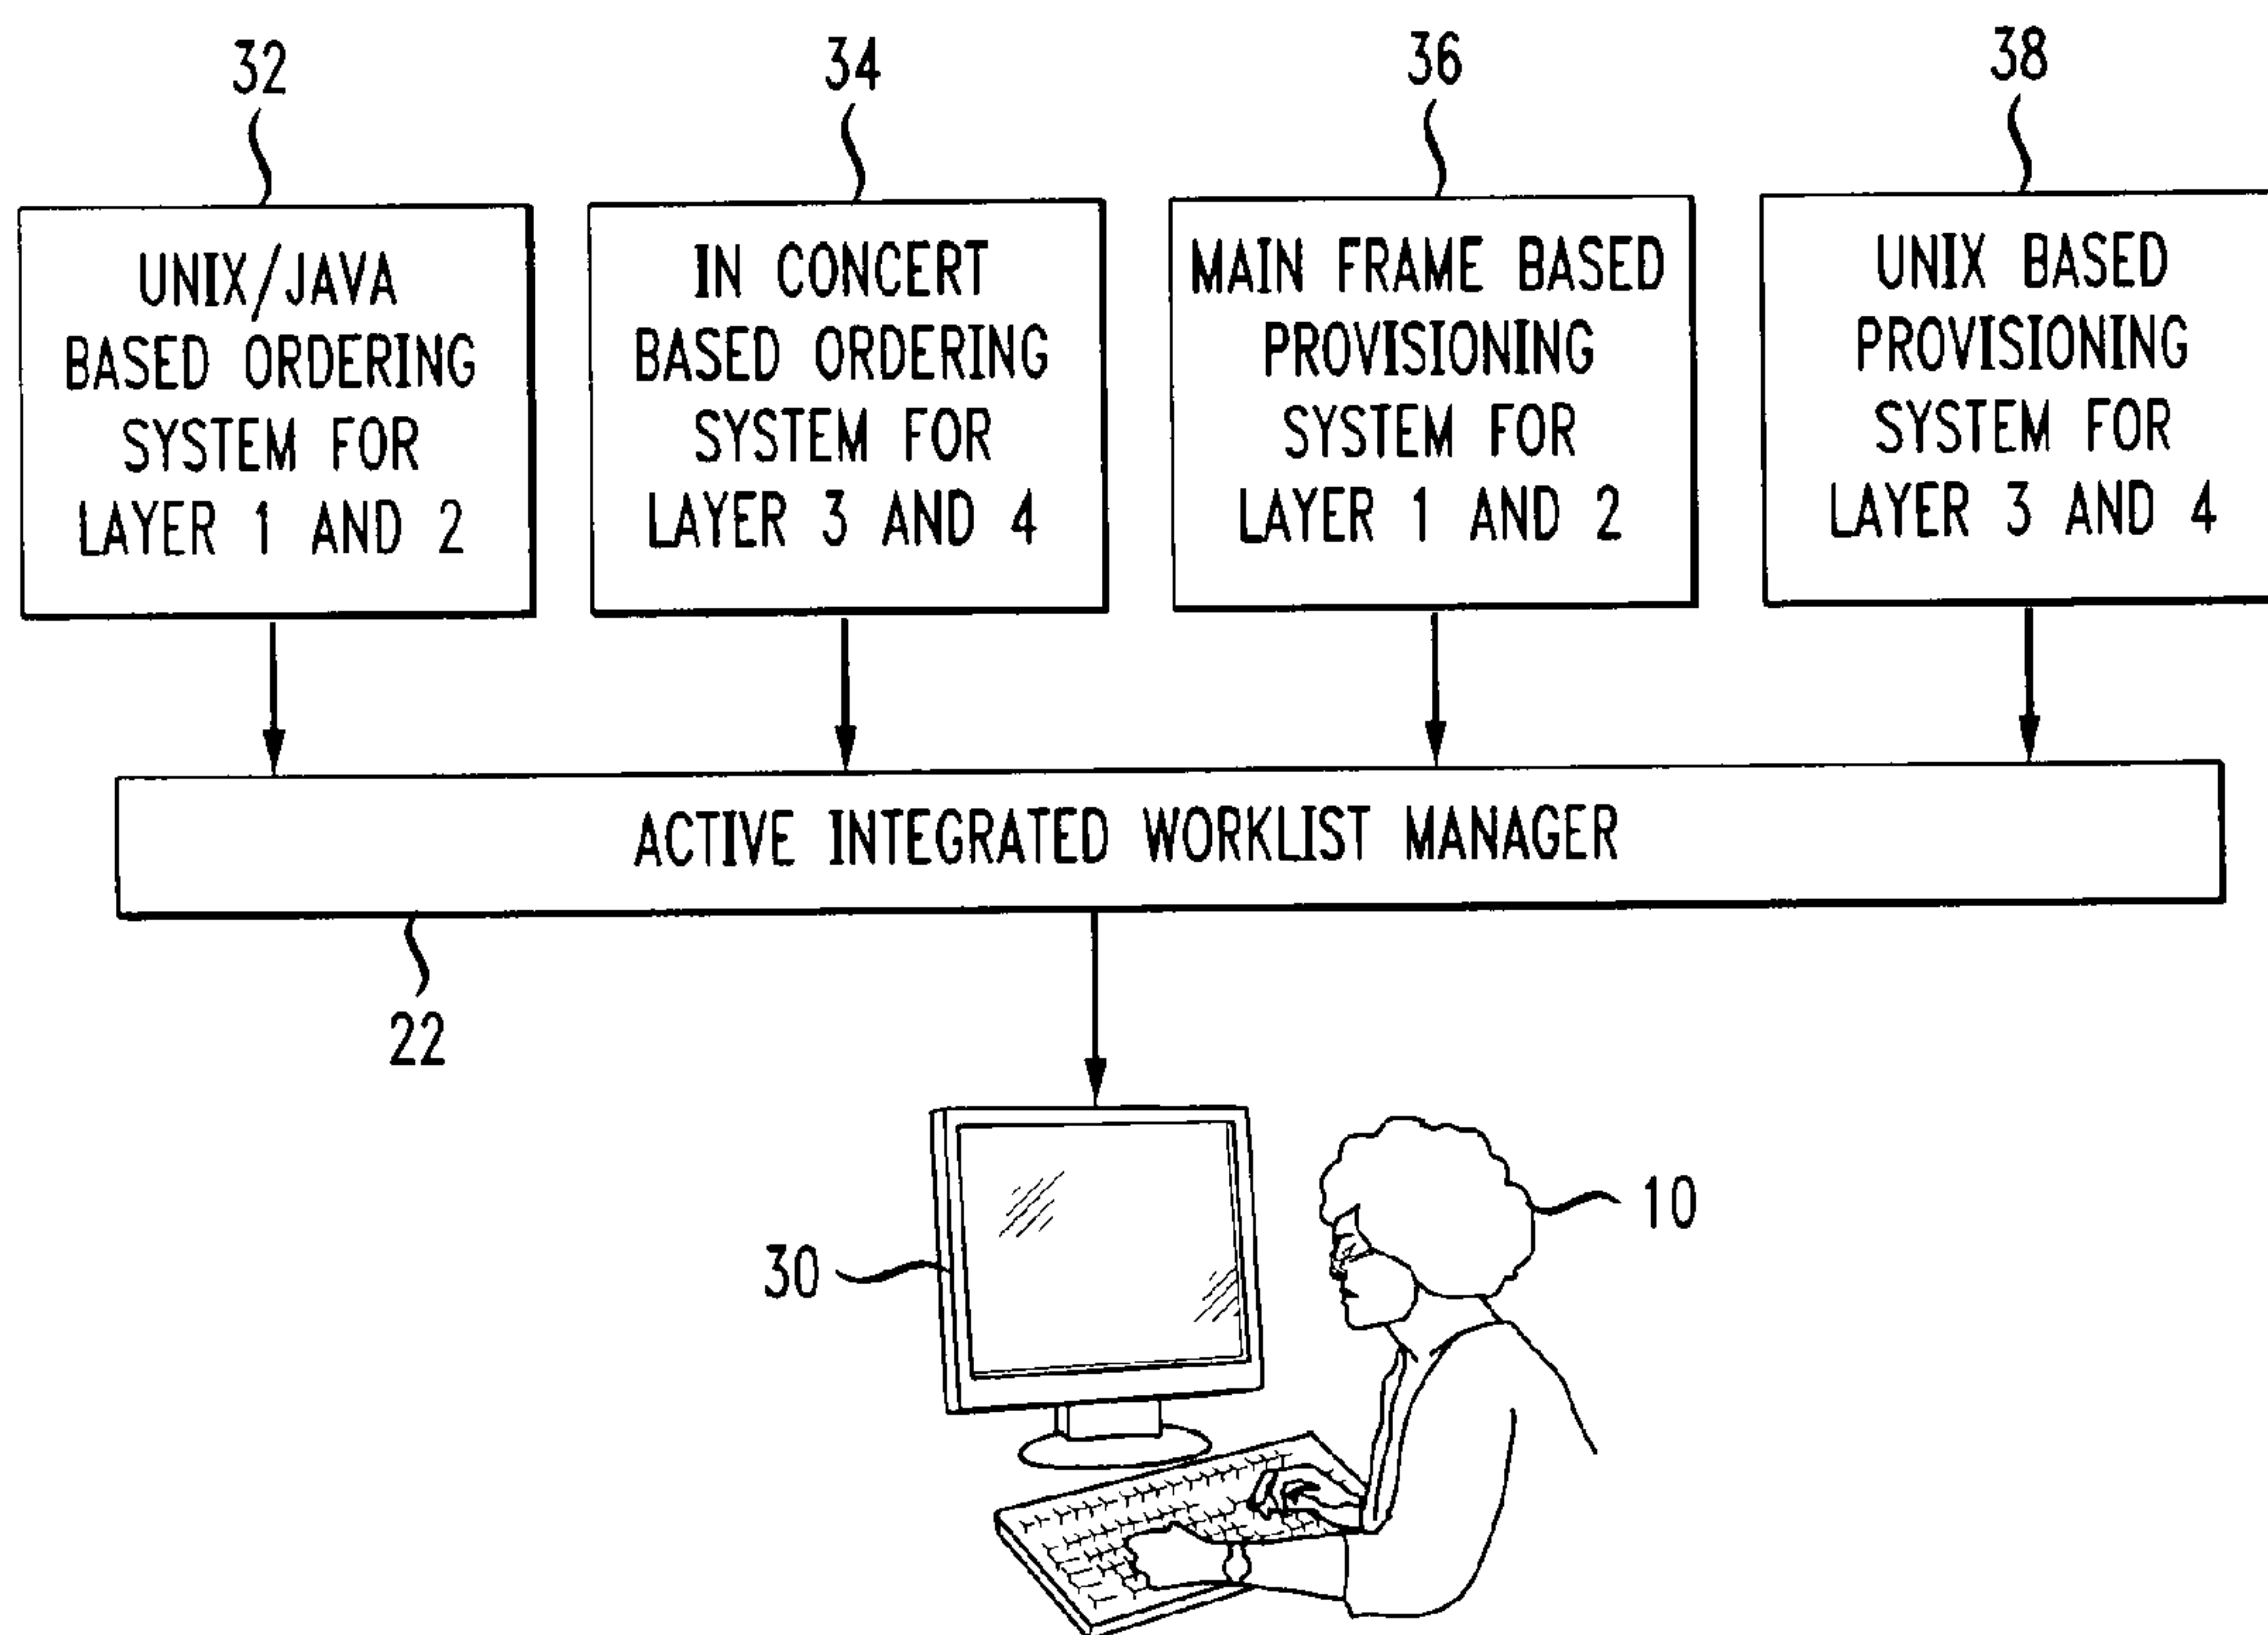 32
34
36
38
UNIX/JAVA
BASED ORDERING
SYSTEM FOR
LAYER 1 AND 2
IN CONCERT
BASED ORDERING
SYSTEM FOR
LAYER 3 AND 4
MAIN FRAME BASED
PROVISIONING
SYSTEM FOR
LAYER 1 AND 2
UNIX BASED
PROVISIONING
SYSTEM FOR
LAYER 3 AND 4
ACTIVE INTEGRATED WORKLIST MANAGER
22
10
30